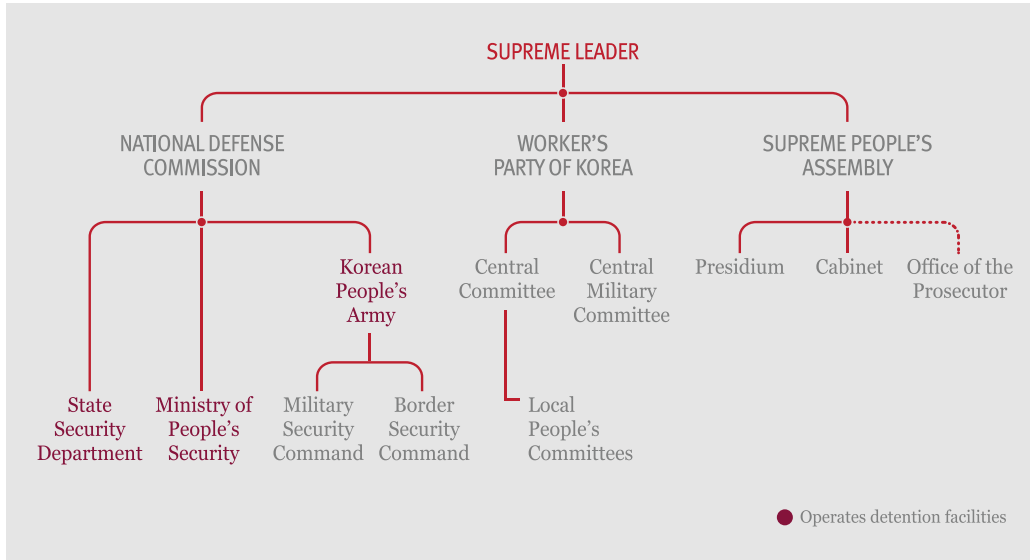 SUPREME LEADER
NATIONAL DEFENSE
COMMISSION
WORKER'S
PARTY OF KOREA
SUPREME PEOPLE'S
ASSEMBLY
Korean
People's
Army
Central
Committee
Central
Military
Committee
Presidium
Cabinet
Office of the
Prosecutor
State
Security
Department
Ministry of
People's
Security
Military
Security
Command
Border
Security
Command
Local
People's
Committees
Operates detention facilities